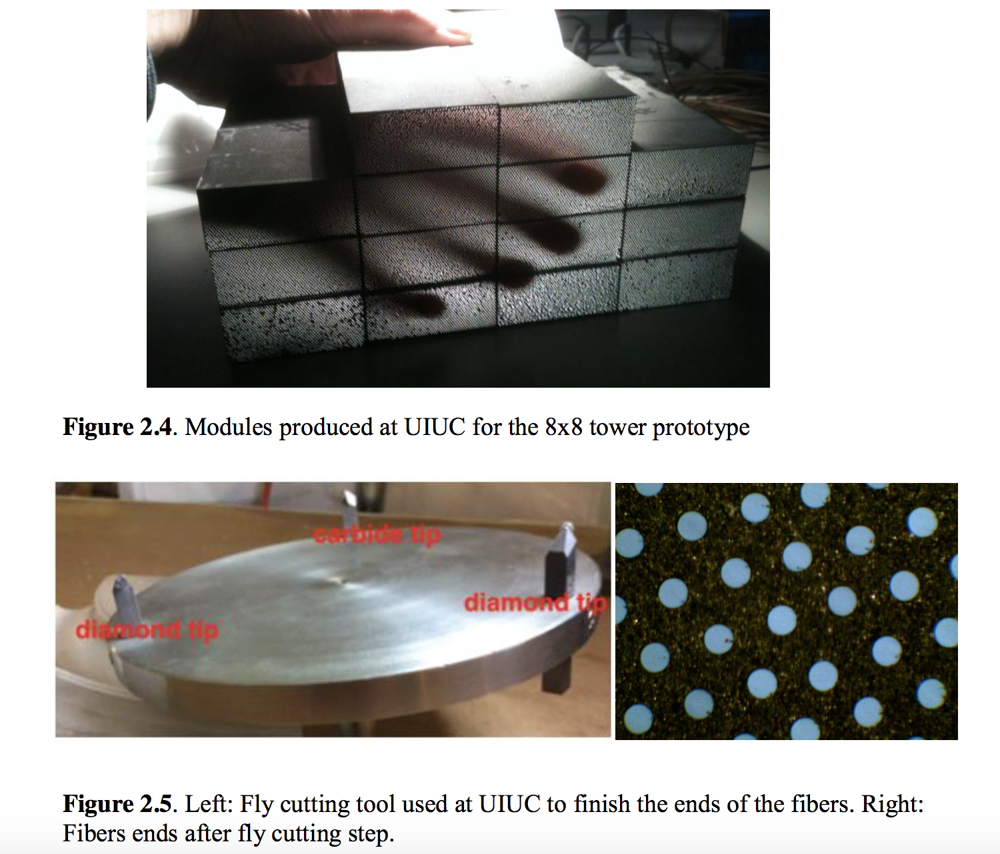 Figure 2.4. Modules produced at UIUC for the 8x8 tower prototype
carbide tip
diamond tip
diamond tip
Figure 2.5. Left: Fly cutting tool used at UIUC to finish the ends of the fibers. Right:
Fibers ends after fly cutting step.